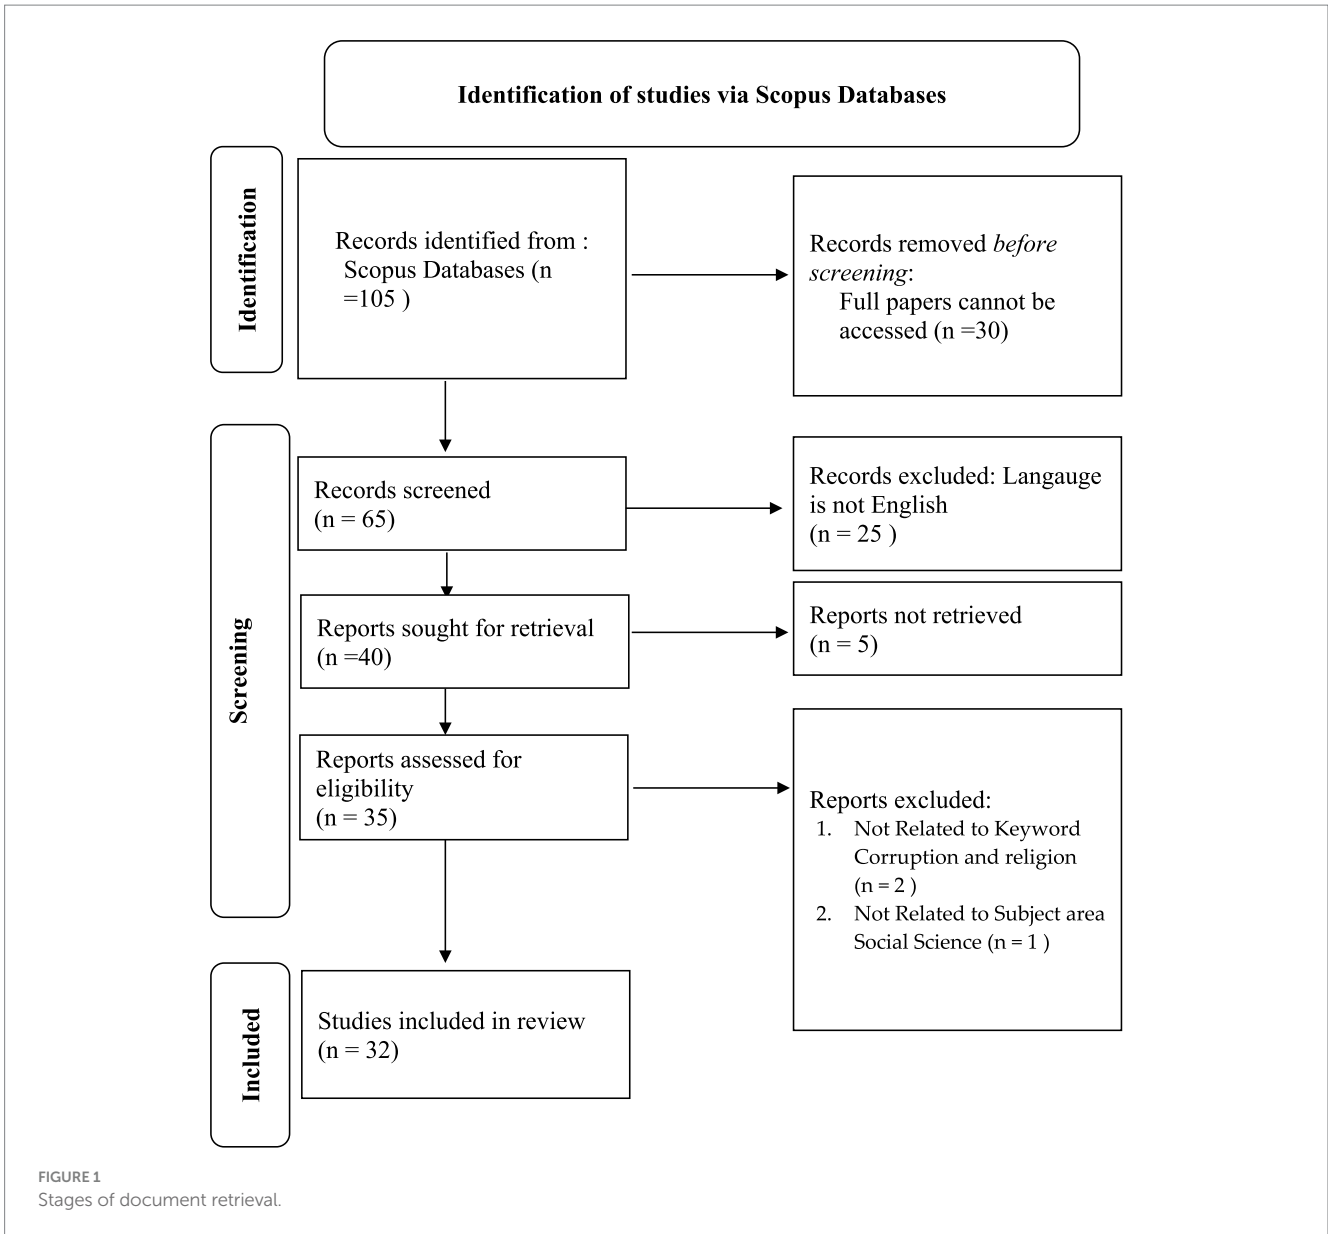 Identification of studies via Scopus Databases
Identification
Records identified from :
Scopus Databases (n
=105 )
Records removed before
screening:
Full papers cannot be
accessed (n =30)
Screening
Records screened
(n = 65)
Records excluded: Langauge
is not English
(n = 25 )
Reports sought for retrieval
(n =40)
Reports not retrieved
(n = 5)
Reports assessed for
eligibility
(n = 35)
Reports excluded:
1. Not Related to Keyword
Corruption and religion
(n = 2 )
2. Not Related to Subject area
Social Science (n = 1 )
Included
Studies included in review
(n = 32)
FIGURE 1
Stages of document retrieval.